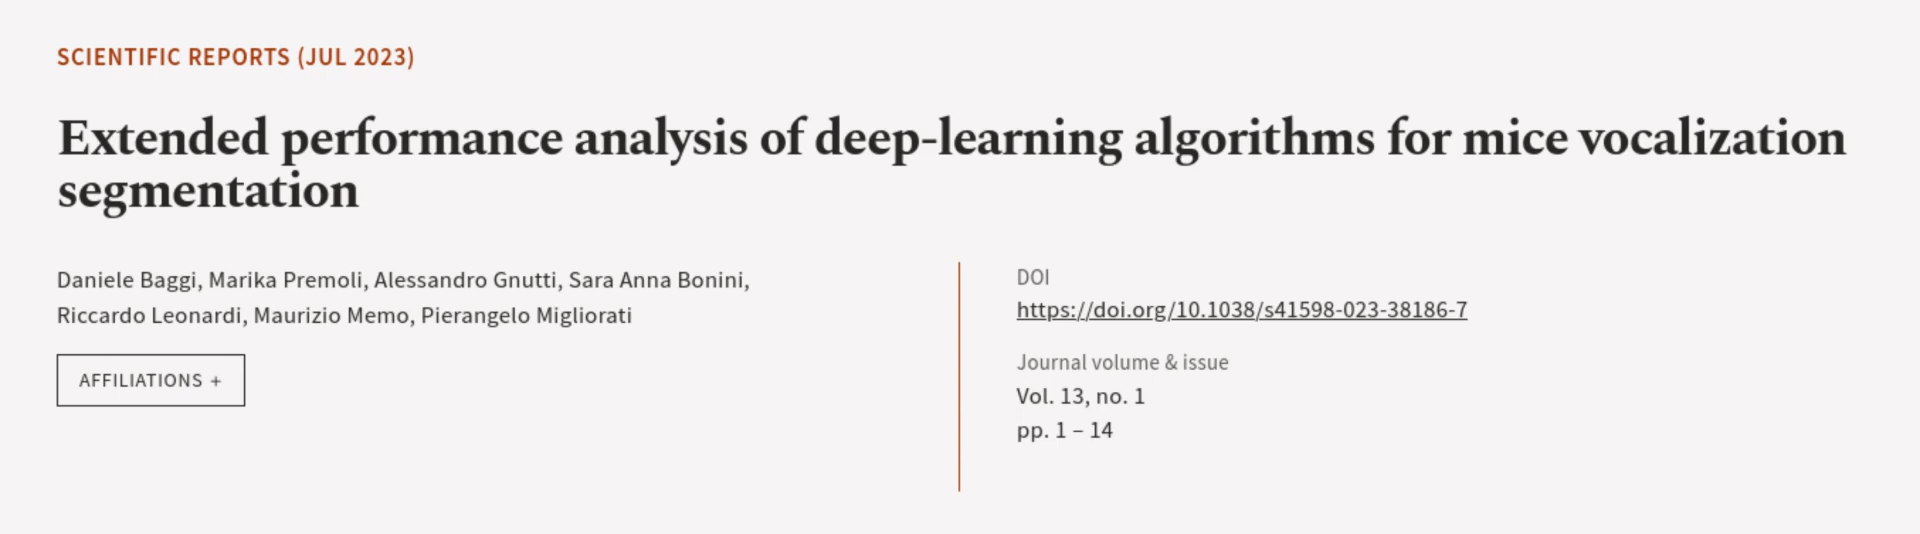 SCIENTIFIC REPORTS (JUL 2023)
Extended performance analysis of deep-learning algorithms for mice vocalization
segmentation
Daniele Baggi, Marika Premoli, Alessandro Gnutti, Sara Anna Bonini,
Riccardo Leonardi, Maurizio Memo, Pierangelo Migliorati
AFFILIATIONS +
DOI
https://doi.org/10.1038/s41598-023-38186-7
Journal volume & issue
Vol. 13, no. 1
pp. 1 – 14